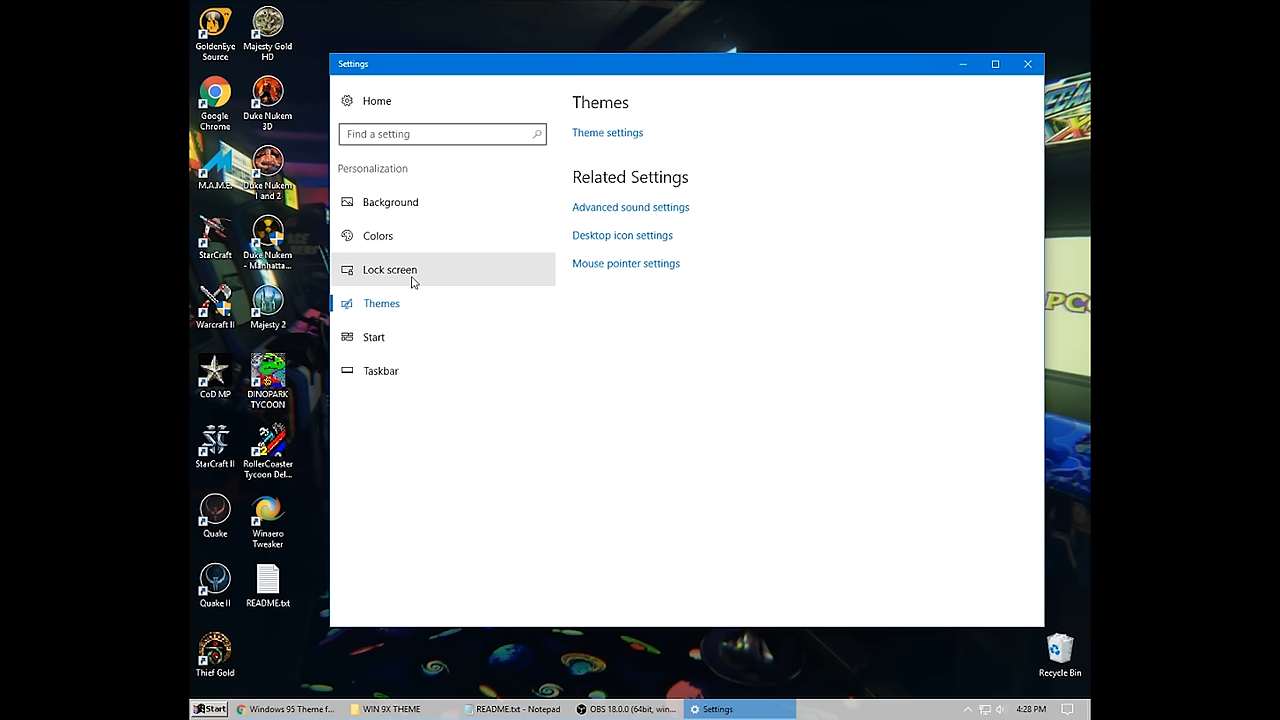 GoldenEye
Source
Majesty Gold
HD
Google
Chrome
Duke Nukem
3D
M.A.M.E.
Duke Nukem
1 and 2
StarCraft
Duke Nukem
- Manhatta...
Warcraft II
Majesty 2
CoD MP
DINOPARK
TYCOON
StarCraft II
RollerCoaster
Tycoon Del...
Quake
Winaero
Tweaker
Quake II
README.txt
Thief Gold
Settings
Home
Find a setting
Personalization
Background
Colors
Lock screen
Themes
Start
Taskbar
Themes
Theme settings
Related Settings
Advanced sound settings
Desktop icon settings
Mouse pointer settings
Recycle Bin
Start
Windows 95 Theme f...
WIN 9X THEME
README.txt - Notepad
OBS 18.0.0 (64bit, win...
Settings
4:28 PM